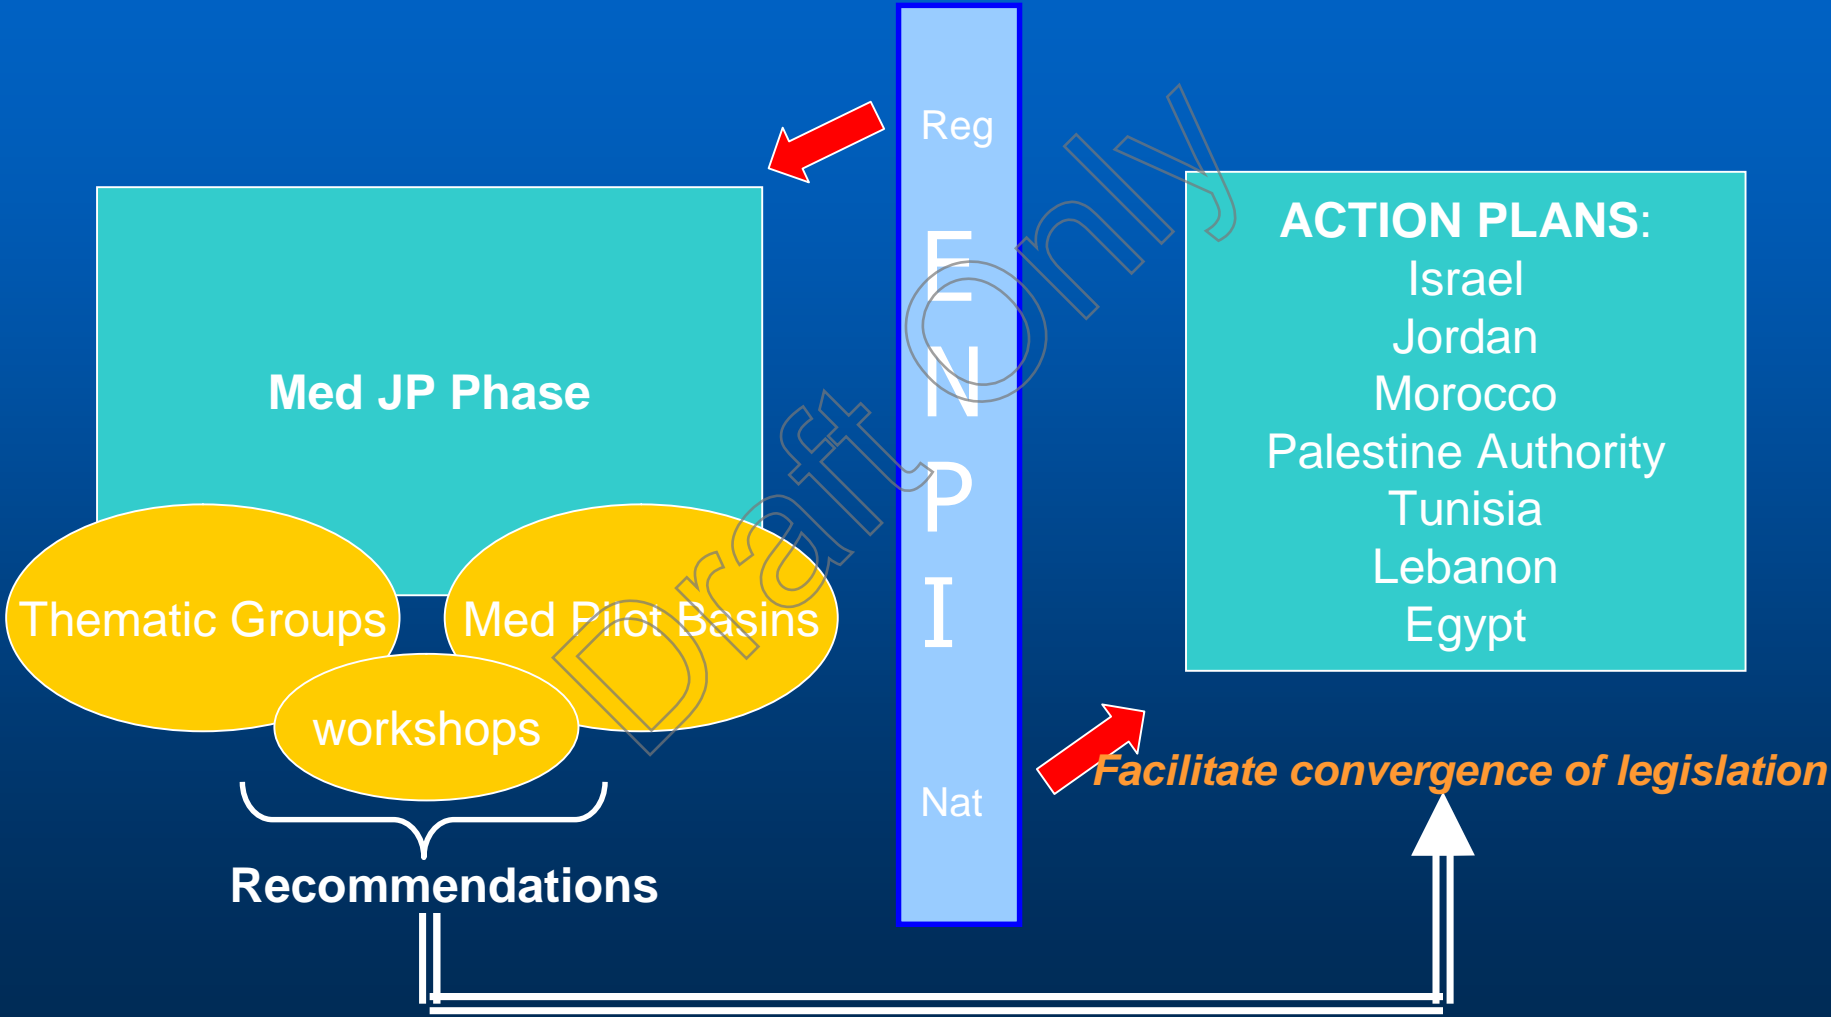 Med JP Phase
Thematic Groups
Med Pilot Basins
workshops
Recommendations
Reg
E
N
P
I
Nat
ACTION PLANS:
Israel
Jordan
Morocco
Palestine Authority
Tunisia
Lebanon
Egypt
Facilitate convergence of legislation
Draft Only